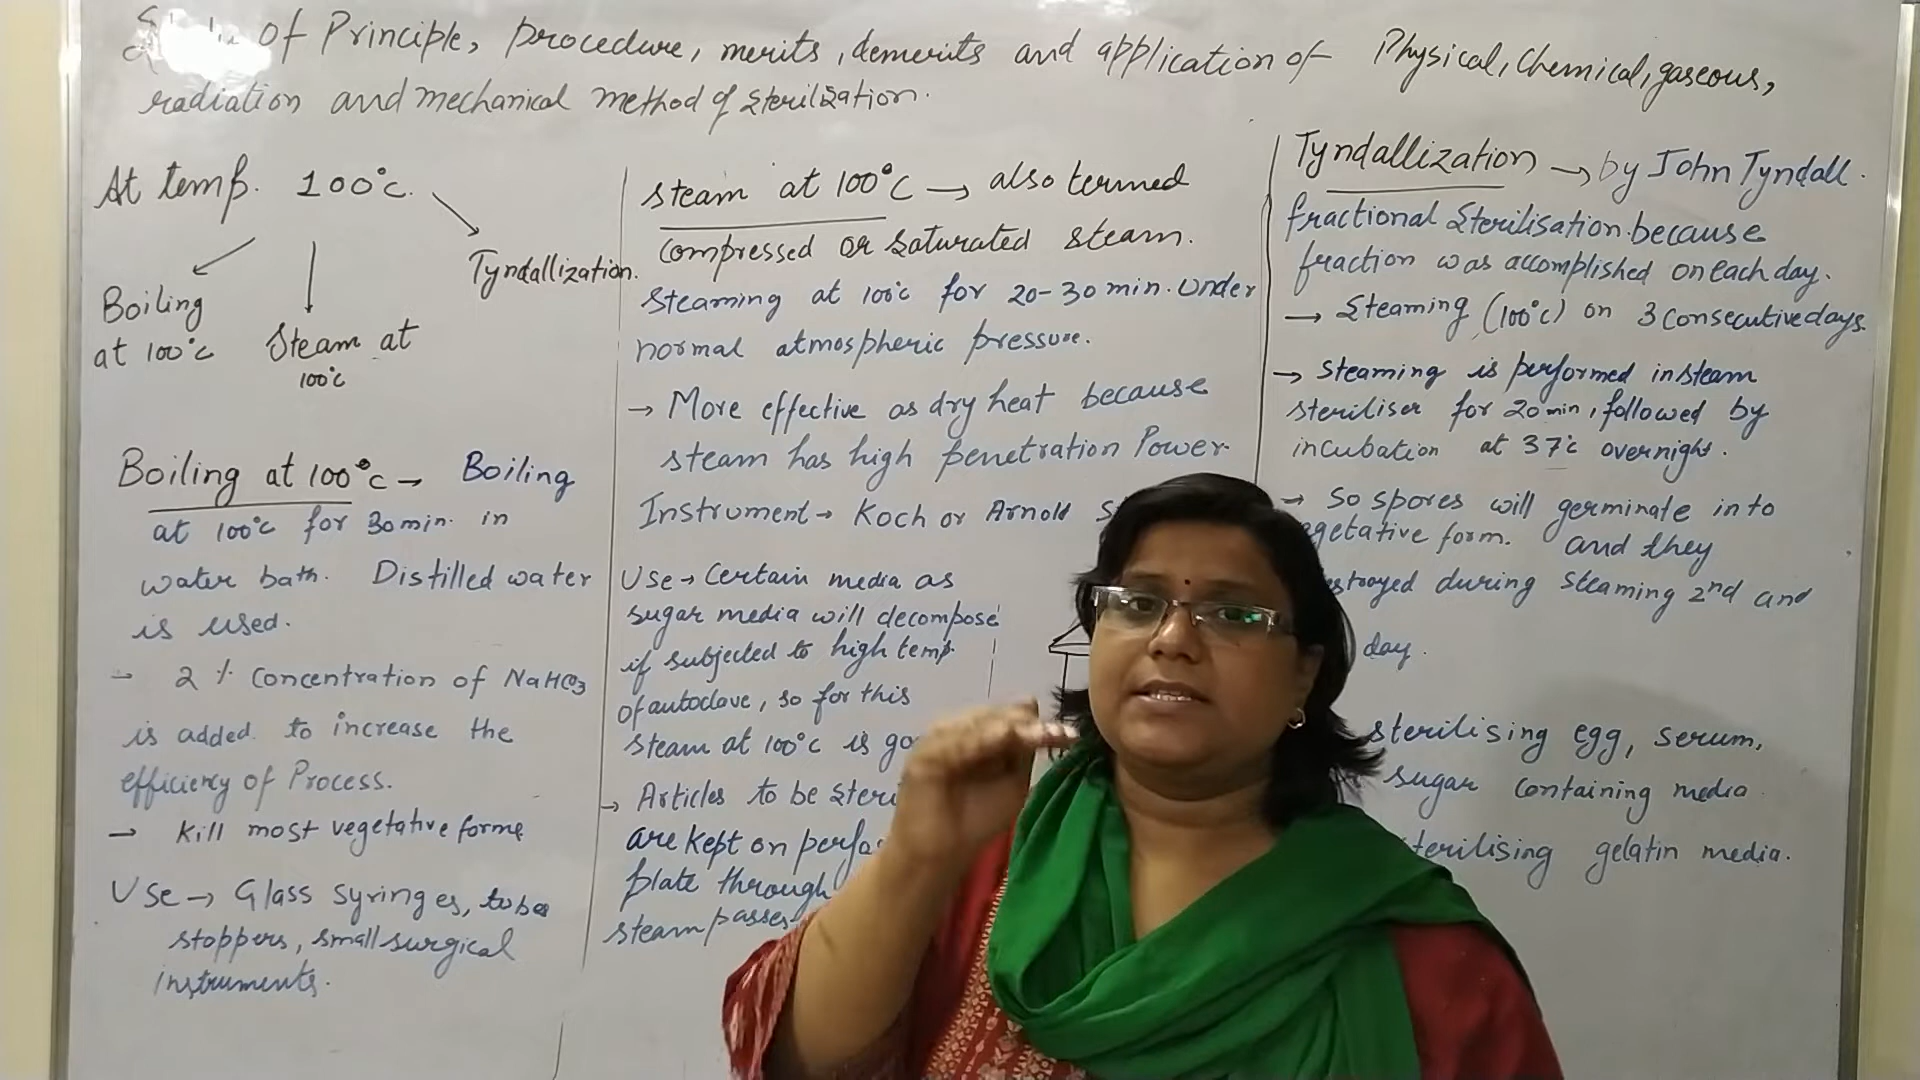 of Principle, procedure, merits, demerits and application of Physical, Chemical, gaseous,
radiation and mechanical method of sterilization.
At temp. 100°C.
Boiling
at 100°C
Steam at
100°C
Tyndallization.
Boiling at 100°C → Boiling
at 100°C for 30 min. in
water bath. Distilled water
is used.
- 2 % concentration of NaHCO3
is added to increase the
efficiency of Process.
→ Kill most vegetative forms
Use → Glass syringes, tubes
stoppers, small surgical
instruments.
steam at 100°C → also termed
compressed or saturated steam.
steaming at 100°C for 20-30 min. under
normal atmospheric pressure.
→ More effective as dry heat because
steam has high penetration Power.
Instrument → Koch or Arnold
Use → Certain media as
sugar media will decompose
if subjected to high temp.
of autoclave, so for this
steam at 100°C is
→ Articles to be
are kept on
plate through
steam passes
Tyndallization → by John Tyndall.
fractional sterilisation because
fraction was accomplished on each day.
→ Steaming (100°C) on 3 consecutive days.
→ steaming is performed in steam
steriliser for 20 min, followed by
incubation at 37°C overnight.
→ so spores will germinate into
form. and they
during steaming 2nd and
day.
sterilising egg, serum,
sugar containing media
sterilising gelatin media.